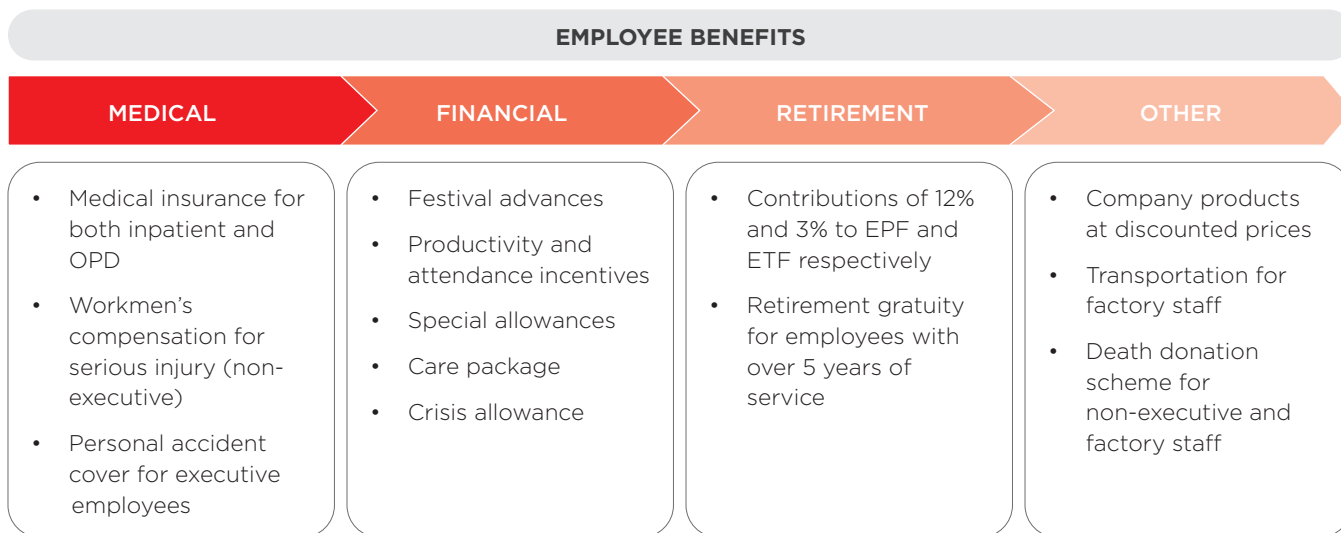 EMPLOYEE BENEFITS
MEDICAL
FINANCIAL
RETIREMENT
OTHER
• Medical insurance for
both inpatient and
OPD
• Workmen’s
compensation for
serious injury (non-
executive)
• Personal accident
cover for executive
employees
• Festival advances
• Productivity and
attendance incentives
• Special allowances
• Care package
• Crisis allowance
• Contributions of 12%
and 3% to EPF and
ETF respectively
• Retirement gratuity
for employees with
over 5 years of
service
• Company products
at discounted prices
• Transportation for
factory staff
• Death donation
scheme for
non-executive and
factory staff